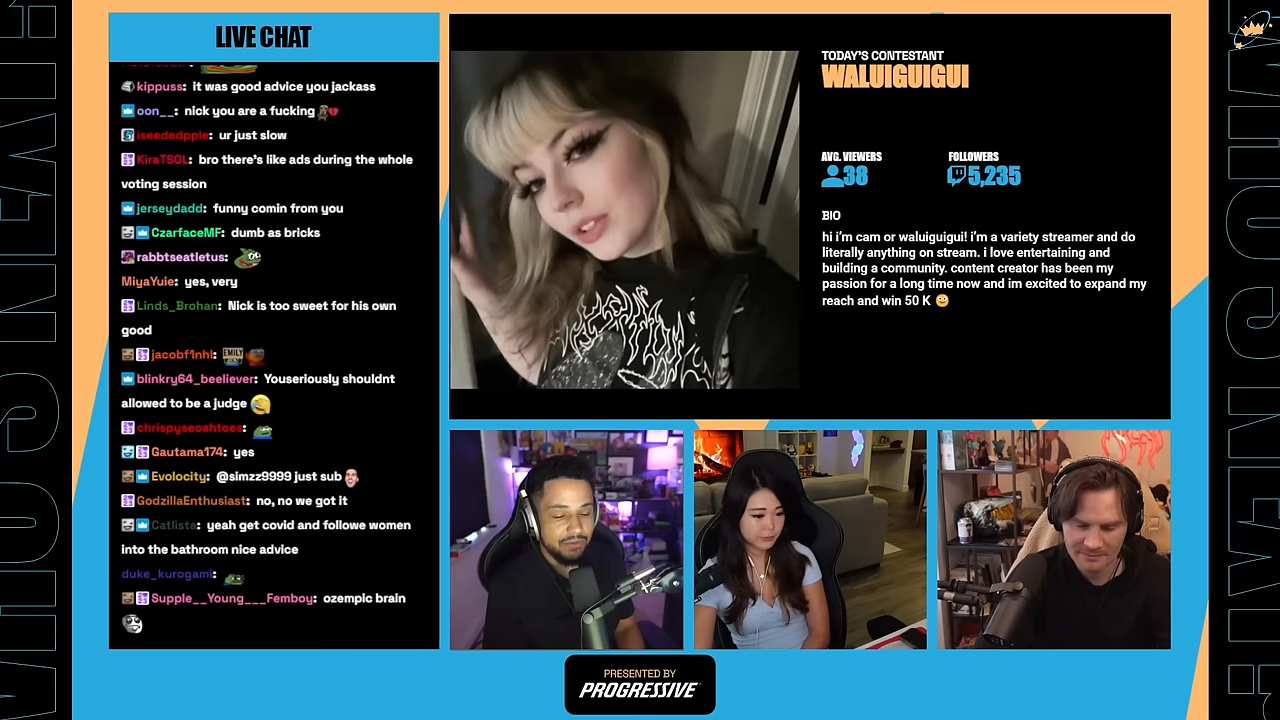 LIVE CHAT
kippuss: it was good advice you jackass
oon__: nick you are a fucking
iseededpple: ur just slow
KiraTSOL: bro there's like ads during the whole
voting session
jerseydadd: funny comin from you
CzarfaceMF: dumb as bricks
rabbtseatletus:
MiyaYuie: yes, very
Linds_Brohan: Nick is too sweet for his own
good
jacobf1nhl: EMILY
blinkry64_beeliever: Youseriously shouldnt
allowed to be a judge
chrispyseoahtoes:
Gautama174: yes
Evolocity: @simzz9999 just sub
GodzillaEnthusiast: no, no we got it
Catlista: yeah get covid and followe women
into the bathroom nice advice
duke_kurogami:
Supple__Young___Femboy: ozempic brain
TODAY'S CONTESTANT
WALUIGUIGUI
AVG. VIEWERS
38
FOLLOWERS
5,235
BIO
hi i'm cam or waluiguigui! i'm a variety streamer and do
literally anything on stream. i love entertaining and
building a community. content creator has been my
passion for a long time now and im excited to expand my
reach and win 50 K
PRESENTED BY
PROGRESSIVE